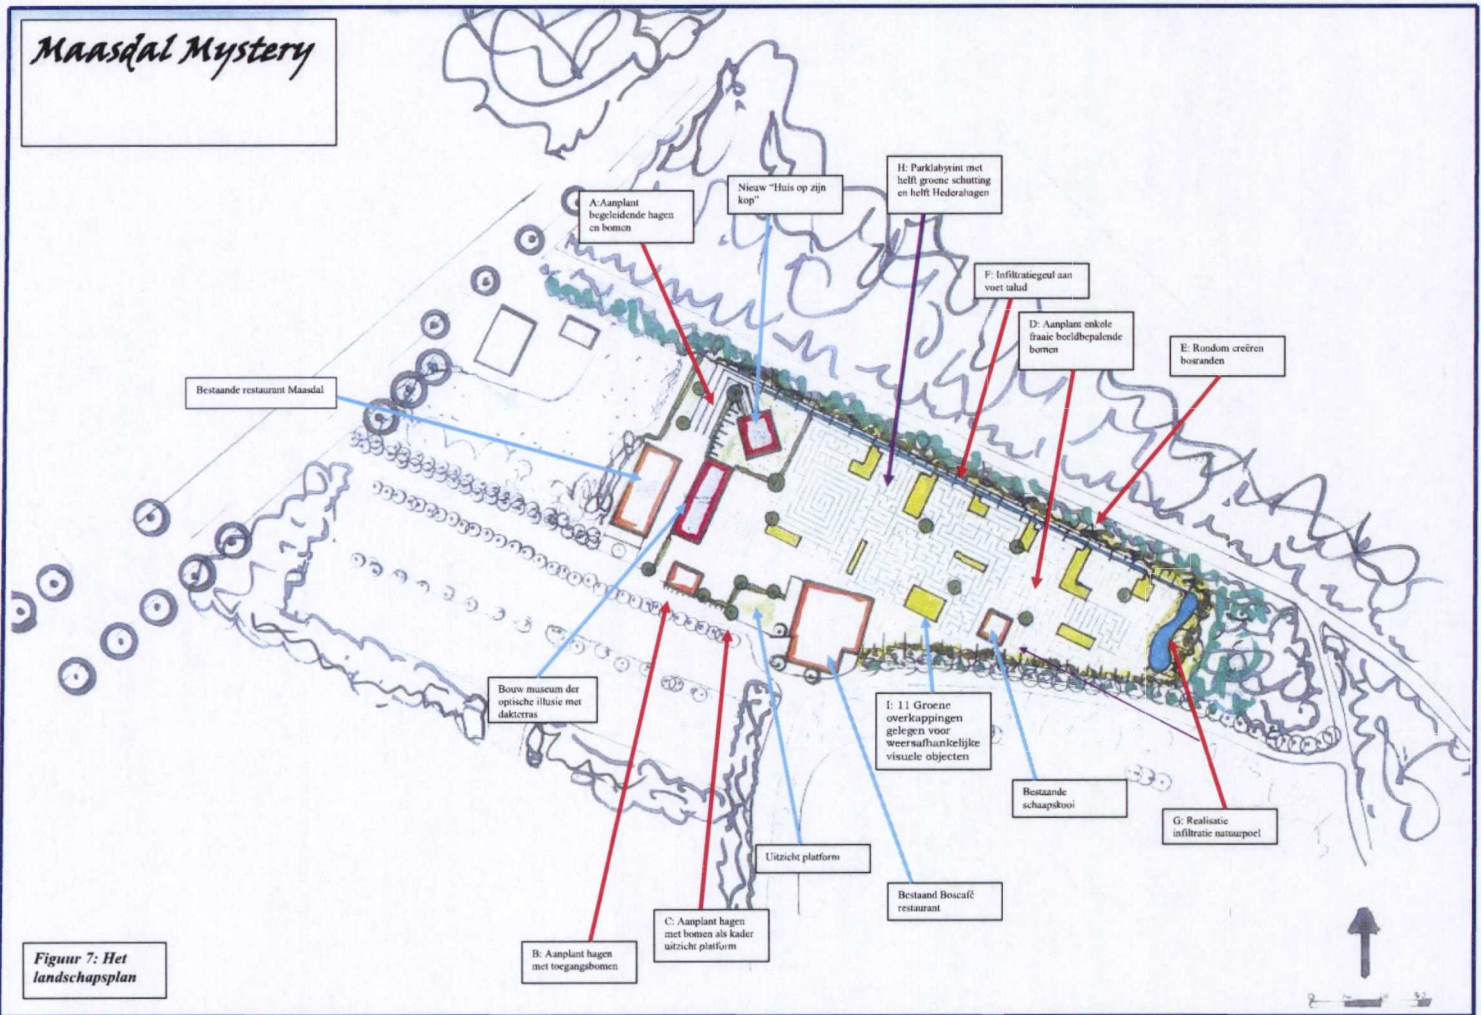 Maasdal Mystery
H: Parklabyrint met
helft groene schutting
en helft Hederahagen
Nieuw "Huis op zijn
kop"
A:Aanplant
begeleidende hagen
en bomen
F: Infiltratiegeul aan
voet talud
D: Aanplant enkele
fraaie beeldbepalende
bomen
E: Rondom creëren
bosranden
Bestaande restaurant Maasdal
Bouw museum der
optische illusie met
dakterras
I: 11 Groene
overkappingen
gelegen voor
weersafhankelijke
visuele objecten
Bestaande
schaapskooi
G: Realisatie
infiltratie natuurpoel
Uitzicht platform
Bestaand Boscafé
restaurant
C: Aanplant hagen
met bomen als kader
uitzicht platform
B: Aanplant hagen
met toegangsbomen
Figuur 7: Het
landschapsplan